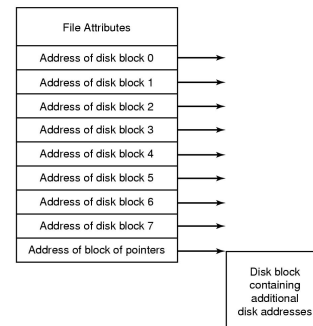 File Attributes
Address of disk block 0
Address of disk block 1
Address of disk block 2
Address of disk block 3
Address of disk block 4
Address of disk block 5
Address of disk block 6
Address of disk block 7
Address of block of pointers
Disk block
containing
additional
disk addresses